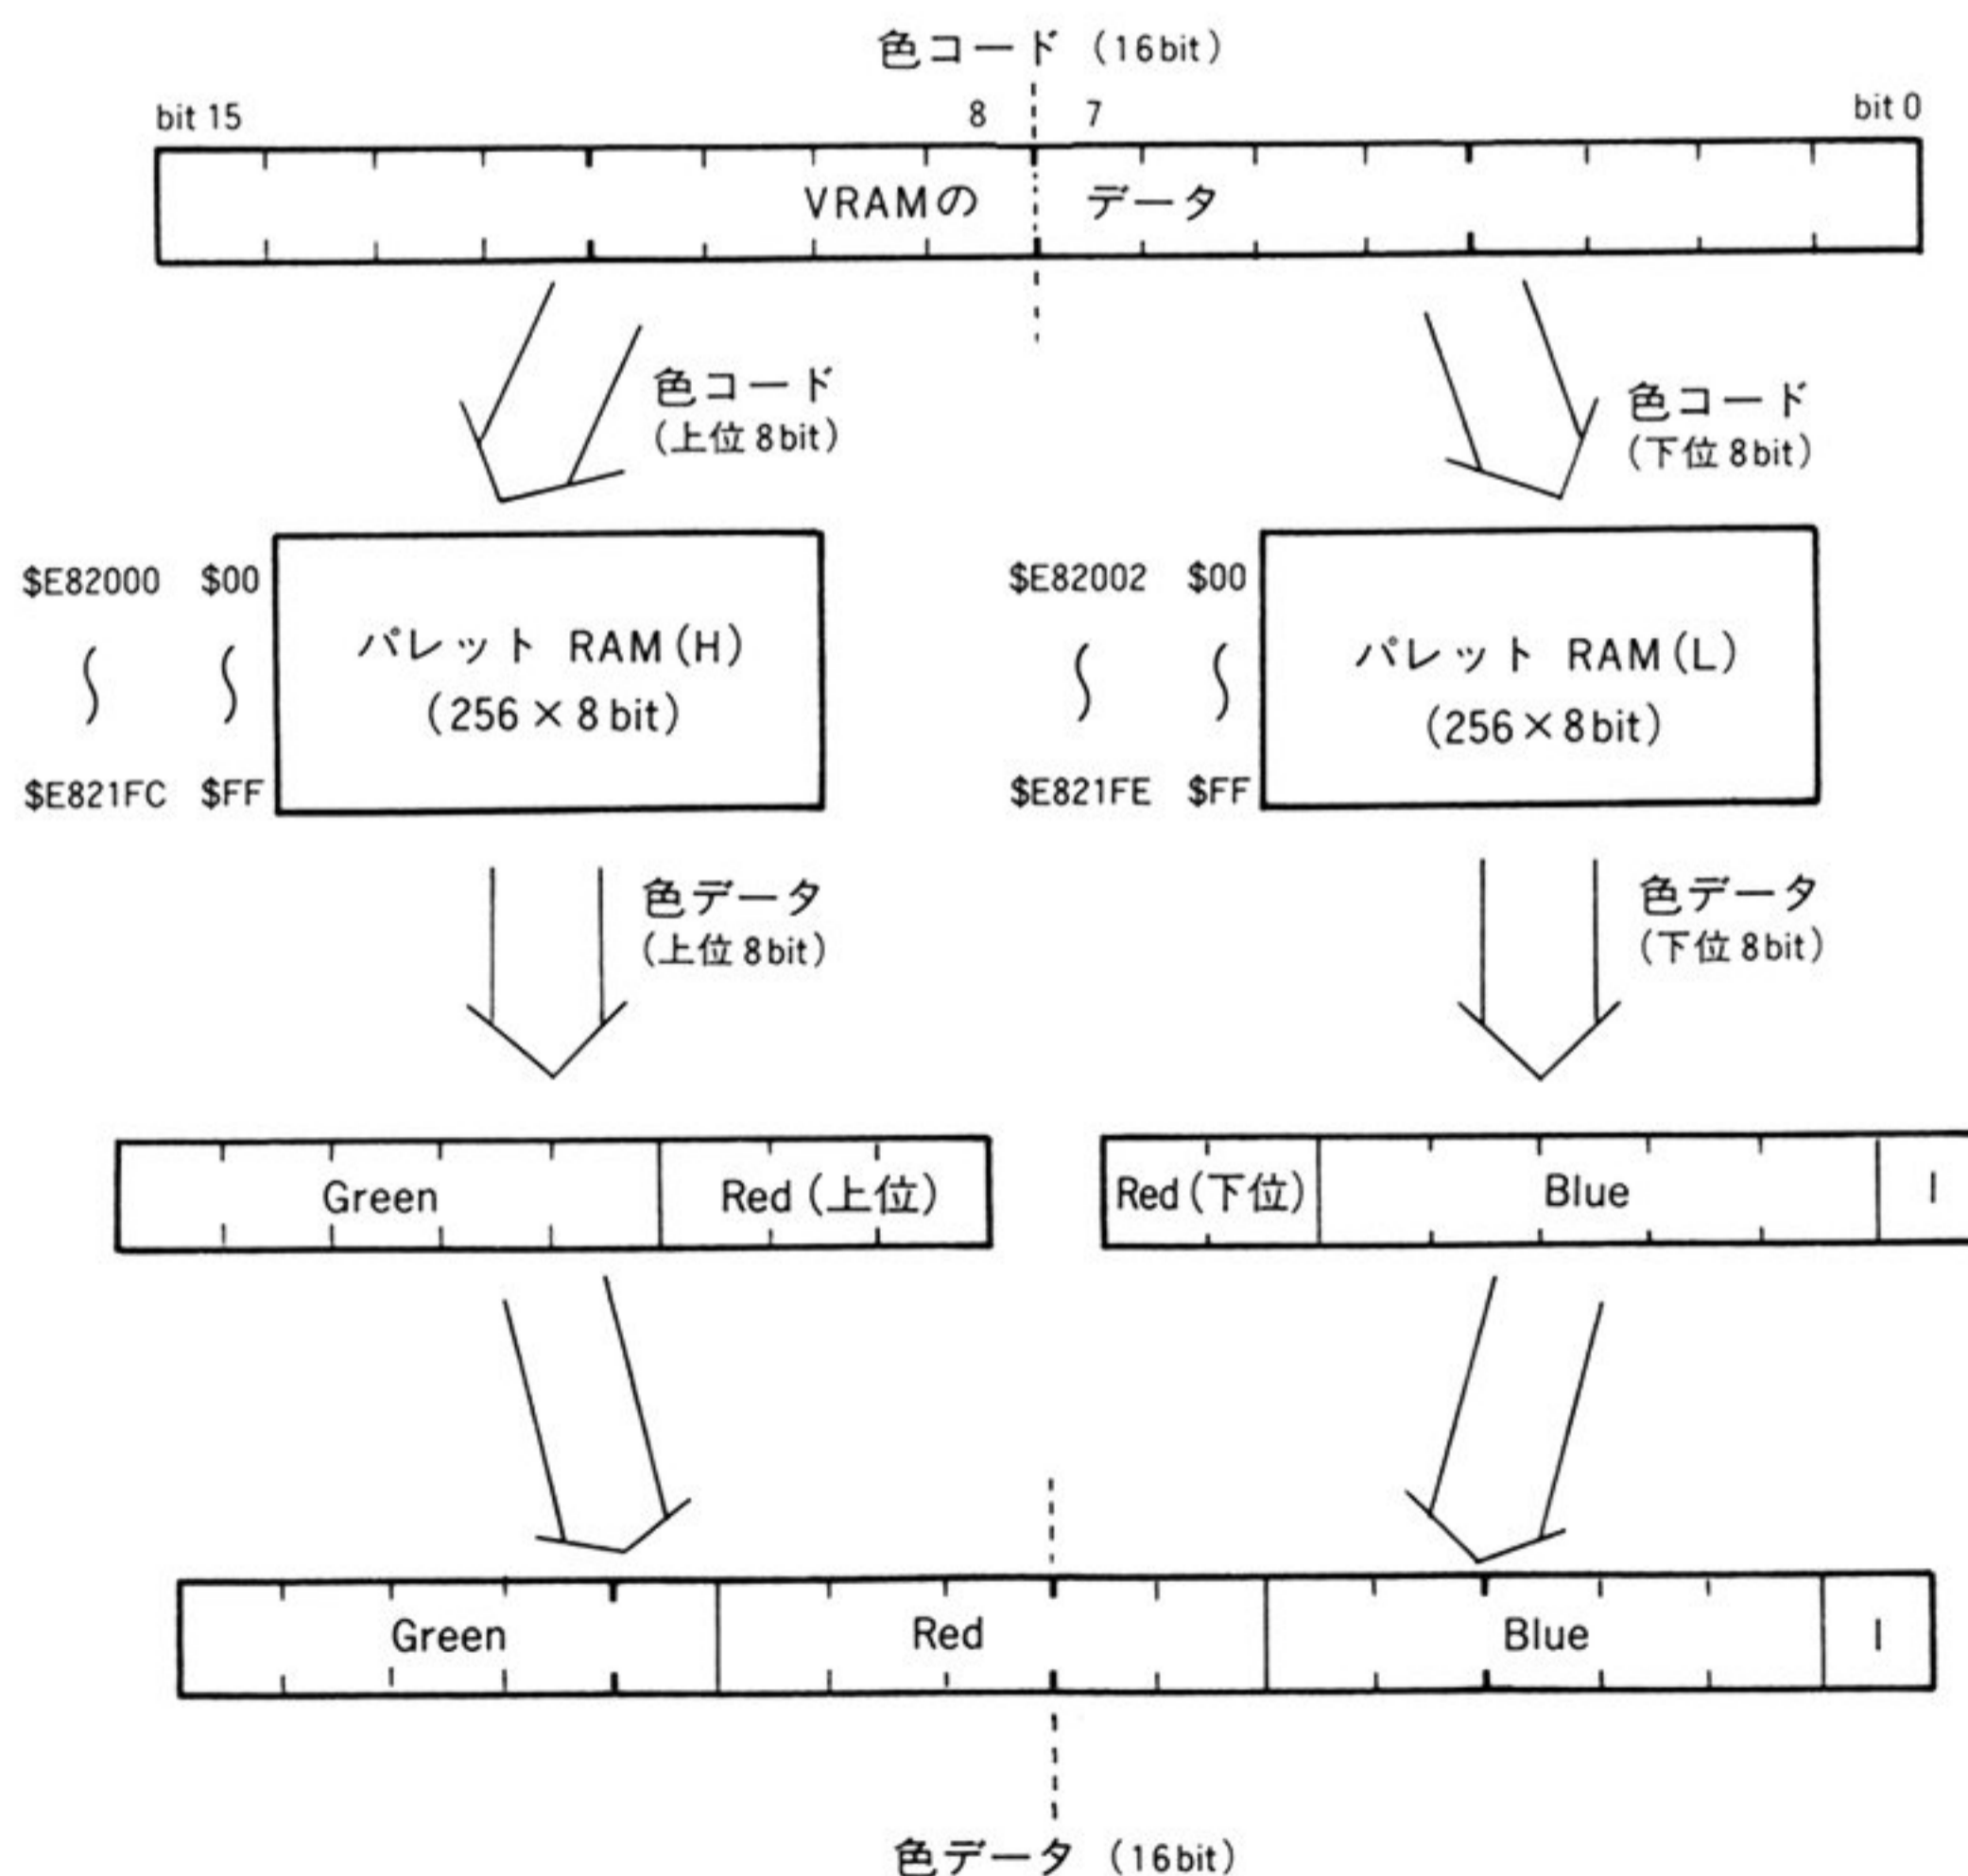 色コード (16bit)
bit 15 8 7 bit 0
VRAMの データ
色コード
(上位 8bit)
色コード
(下位 8bit)
$E82000 $00
$E821FC $FF
パレット RAM(H)
(256×8bit)
$E82002 $00
$E821FE $FF
パレット RAM(L)
(256×8bit)
色データ
(上位 8bit)
色データ
(下位 8bit)
Green Red(上位)
Red(下位) Blue I
Green Red Blue I
色データ (16bit)